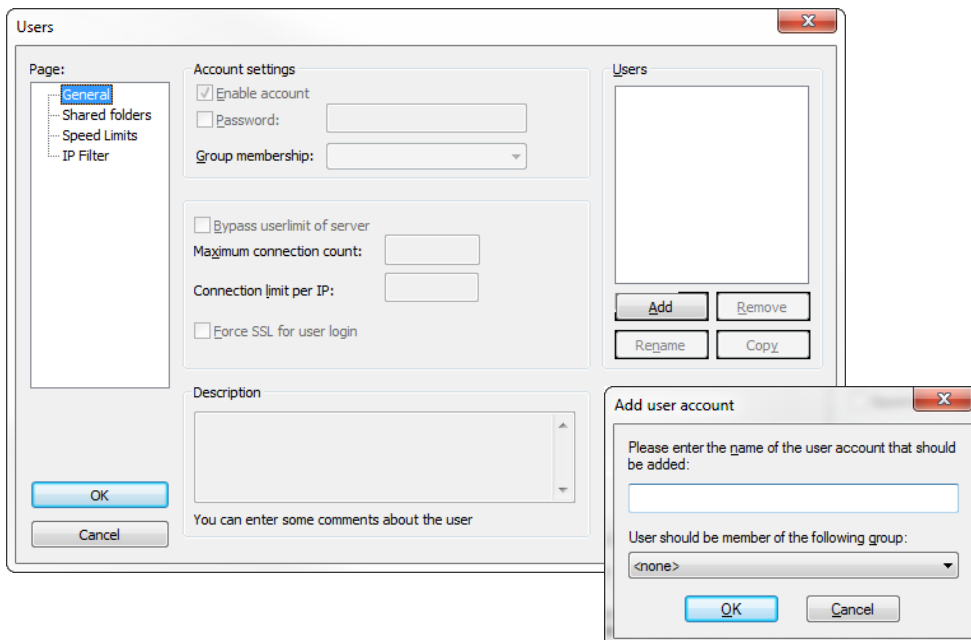 Users
Page:
General
Shared folders
Speed Limits
IP Filter
OK
Cancel
Account settings
Enable account
Password:
Group membership:
Bypass userlimit of server
Maximum connection count:
Connection limit per IP:
Force SSL for user login
Description
You can enter some comments about the user
Users
Add Remove
Rename Copy
Add user account
Please enter the name of the user account that should
be added:
User should be member of the following group:
<none>
OK Cancel